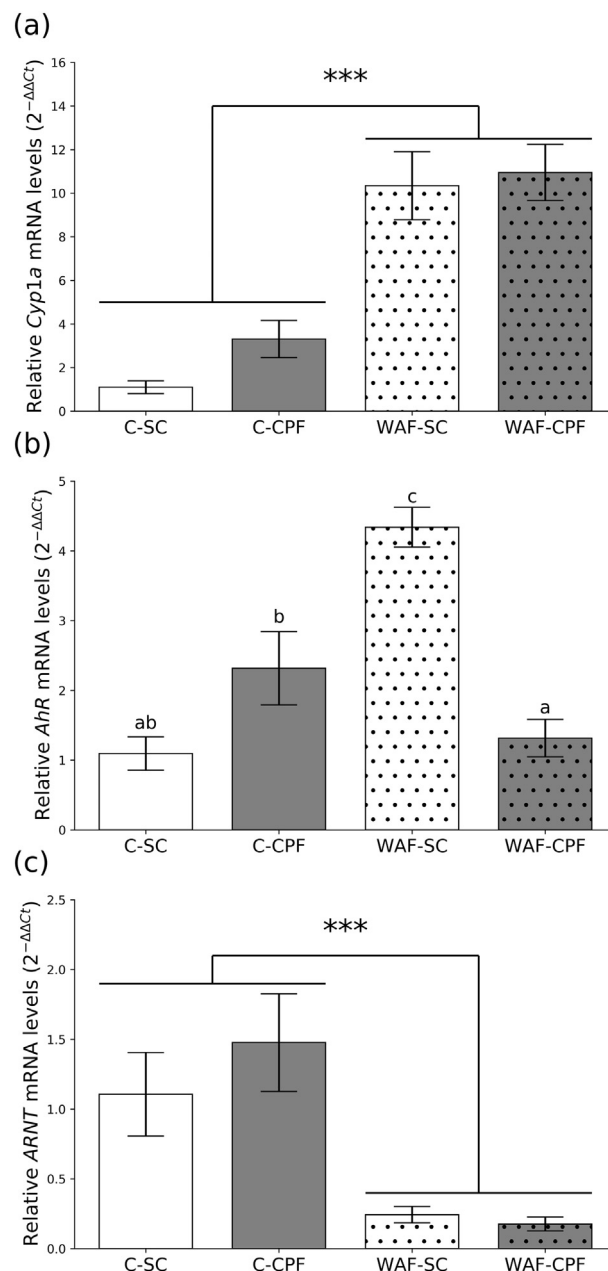 (a)
Relative Cyp1a mRNA levels (2^−ΔΔCt)
16
14
12
10
8
6
4
2
0
***
C-SC C-CPF WAF-SC WAF-CPF
(b)
Relative AhR mRNA levels (2^−ΔΔCt)
5
4
3
2
1
0
ab
b
c
a
C-SC C-CPF WAF-SC WAF-CPF
(c)
Relative ARNT mRNA levels (2^−ΔΔCt)
2.5
2.0
1.5
1.0
0.5
0.0
***
C-SC C-CPF WAF-SC WAF-CPF